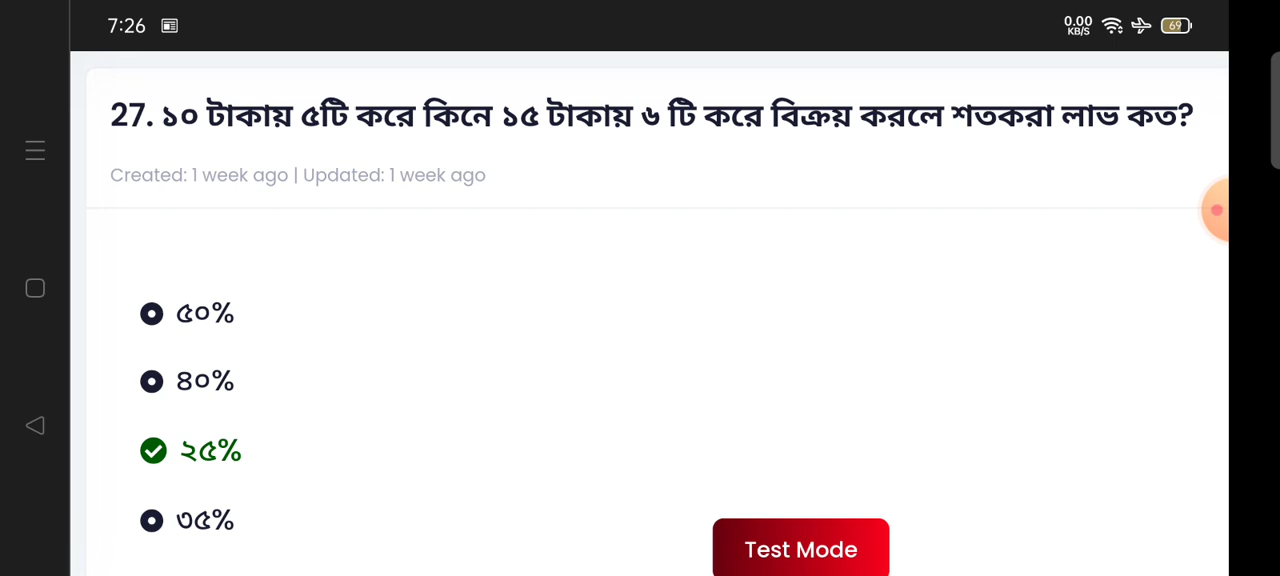 7:26
0.00
KB/S
69
27. ১০ টাকায় ৫টি করে কিনে ১৫ টাকায় ৬ টি করে বিক্রয় করলে শতকরা লাভ কত?
Created: 1 week ago | Updated: 1 week ago
৫০%
৪০%
২৫%
৩৫%
Test Mode